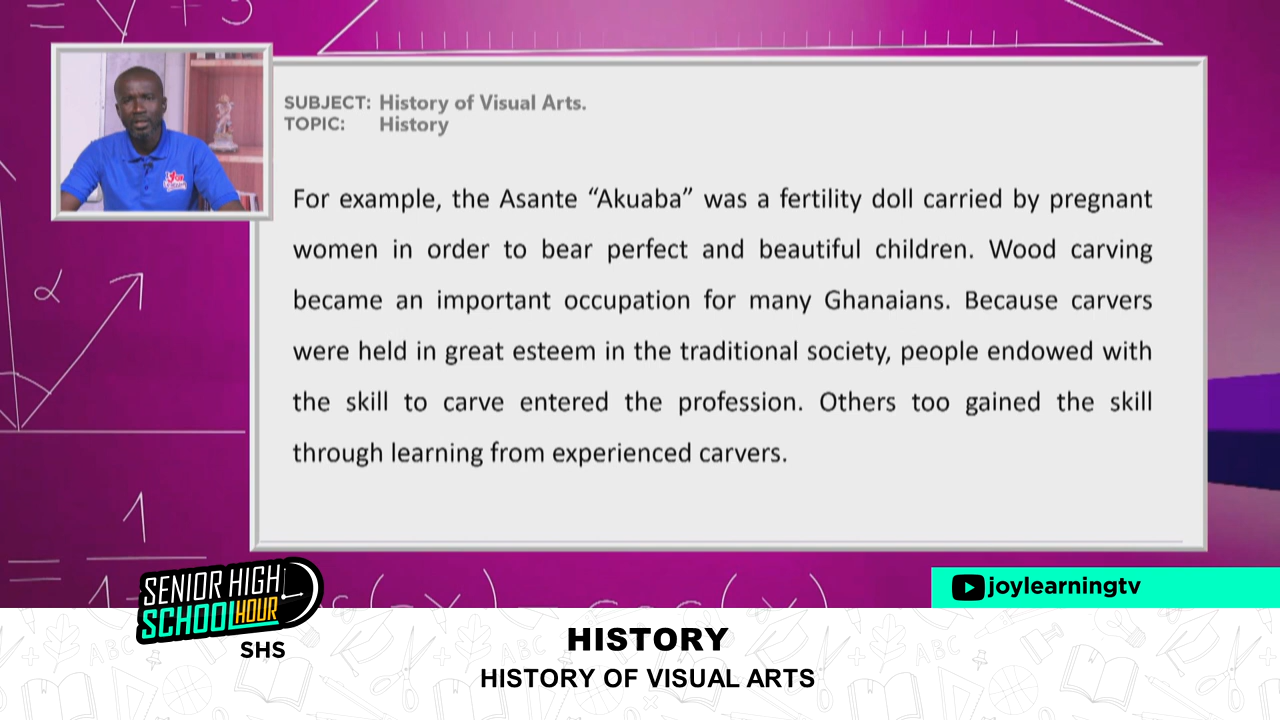 SUBJECT: History of Visual Arts.
TOPIC: History
For example, the Asante “Akuaba” was a fertility doll carried by pregnant
women in order to bear perfect and beautiful children. Wood carving
became an important occupation for many Ghanaians. Because carvers
were held in great esteem in the traditional society, people endowed with
the skill to carve entered the profession. Others too gained the skill
through learning from experienced carvers.
SENIOR HIGH
SCHOOL HOUR
SHS
joylearningtv
HISTORY
HISTORY OF VISUAL ARTS